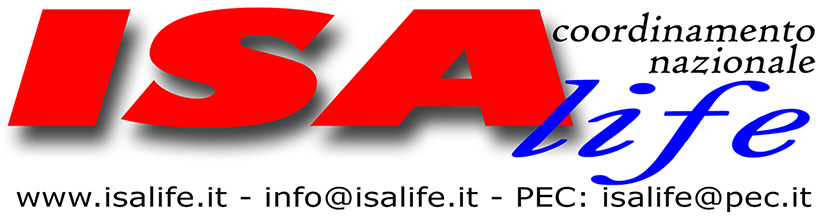 ISA
coordinamento
nazionale
life
www.isalife.it - info@isalife.it - PEC: isalife@pec.it